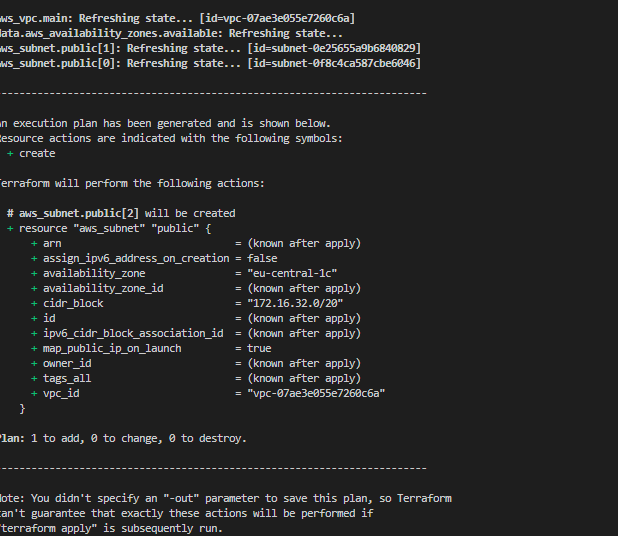 aws_vpc.main: Refreshing state... [id=vpc-07ae3e055e7260c6a]
data.aws_availability_zones.available: Refreshing state...
aws_subnet.public[1]: Refreshing state... [id=subnet-0e25655a9b6840829]
aws_subnet.public[0]: Refreshing state... [id=subnet-0f8c4ca587cbe6046]
------------------------------------------------------------------------
An execution plan has been generated and is shown below.
Resource actions are indicated with the following symbols:
+ create
Terraform will perform the following actions:
# aws_subnet.public[2] will be created
+ resource "aws_subnet" "public" {
+ arn = (known after apply)
+ assign_ipv6_address_on_creation = false
+ availability_zone = "eu-central-1c"
+ availability_zone_id = (known after apply)
+ cidr_block = "172.16.32.0/20"
+ id = (known after apply)
+ ipv6_cidr_block_association_id = (known after apply)
+ map_public_ip_on_launch = true
+ owner_id = (known after apply)
+ tags_all = (known after apply)
+ vpc_id = "vpc-07ae3e055e7260c6a"
}
Plan: 1 to add, 0 to change, 0 to destroy.
------------------------------------------------------------------------
Note: You didn't specify an "-out" parameter to save this plan, so Terraform
can't guarantee that exactly these actions will be performed if
"terraform apply" is subsequently run.